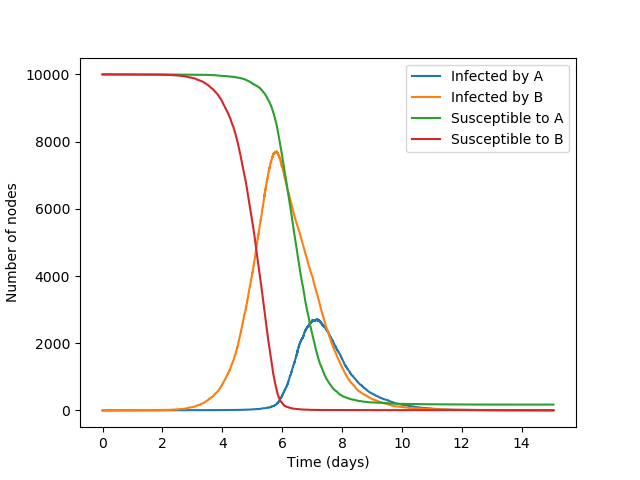 Infected by A
Infected by B
Susceptible to A
Susceptible to B
10000
8000
6000
4000
2000
0
Number of nodes
0 2 4 6 8 10 12 14
Time (days)